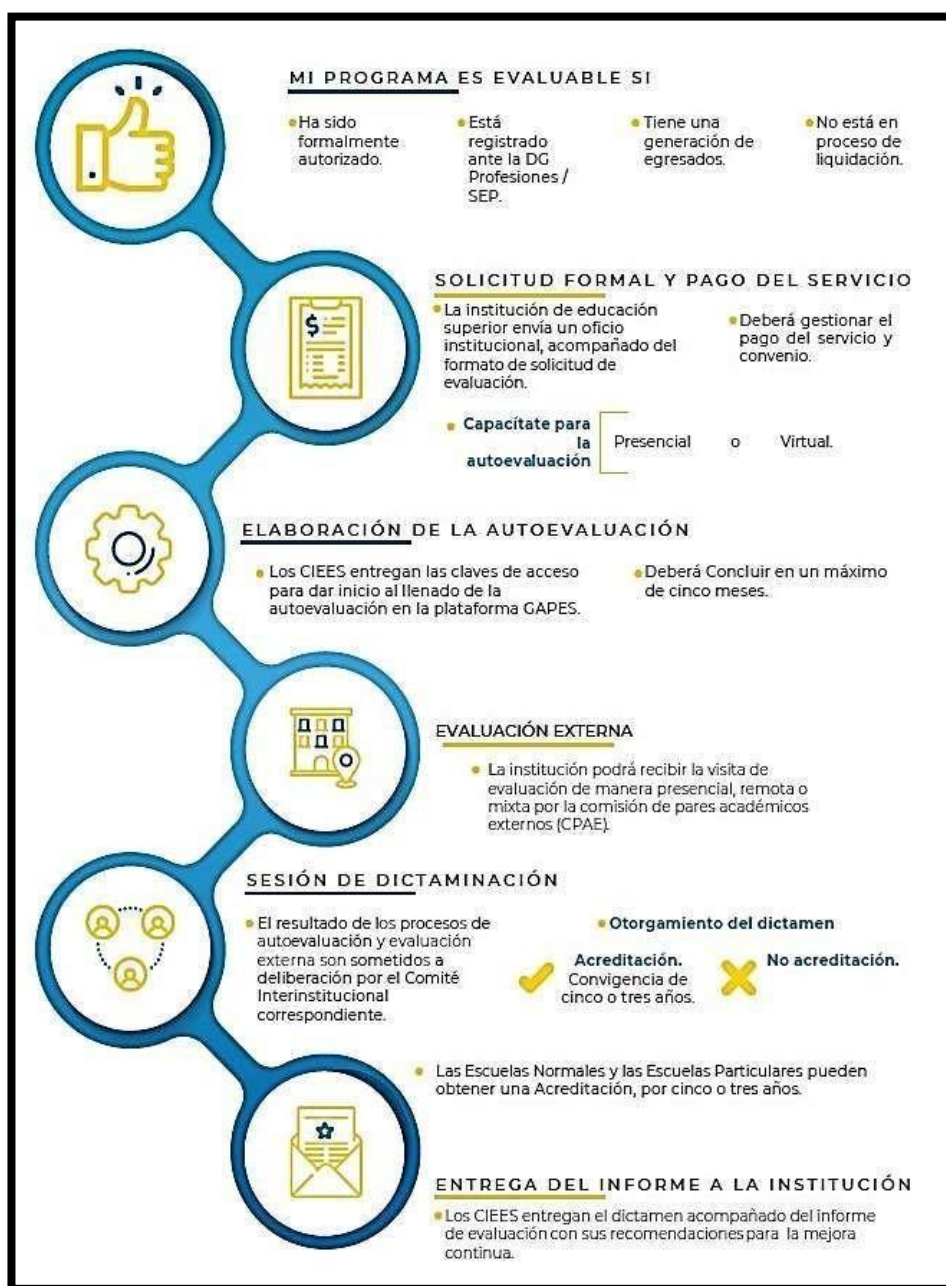 MI PROGRAMA ES EVALUABLE SI
Ha sido
formalmente
autorizado.
Está
registrado
ante la DG
Profesiones /
SEP.
Tiene una
generación de
egresados.
No está en
proceso de
liquidación.
SOLICITUD FORMAL Y PAGO DEL SERVICIO
La institución de educación
superior envía un oficio
institucional, acompañado del
formato de solicitud de
evaluación.
Deberá gestionar el
pago del servicio y
convenio.
$
Capacítate para
la
autoevaluación
Presencial o Virtual.
ELABORACIÓN DE LA AUTOEVALUACIÓN
Los CIEES entregan las claves de acceso
para dar inicio al llenado de la
autoevaluación en la plataforma GAPES.
Deberá Concluir en un máximo
de cinco meses.
EVALUACIÓN EXTERNA
La institución podrá recibir la visita de
evaluación de manera presencial, remota o
mixta por la comisión de pares académicos
externos (CPAE).
SESIÓN DE DICTAMINACIÓN
El resultado de los procesos de
autoevaluación y evaluación
externa son sometidos a
deliberación por el Comité
Interinstitucional
correspondiente.
Otorgamiento del dictamen
Acreditación.
Convigencia de
cinco o tres años.
No acreditación.
Las Escuelas Normales y las Escuelas Particulares pueden
obtener una Acreditación, por cinco o tres años.
ENTREGA DEL INFORME A LA INSTITUCIÓN
Los CIEES entregan el dictamen acompañado del informe
de evaluación con sus recomendaciones para la mejora
continua.